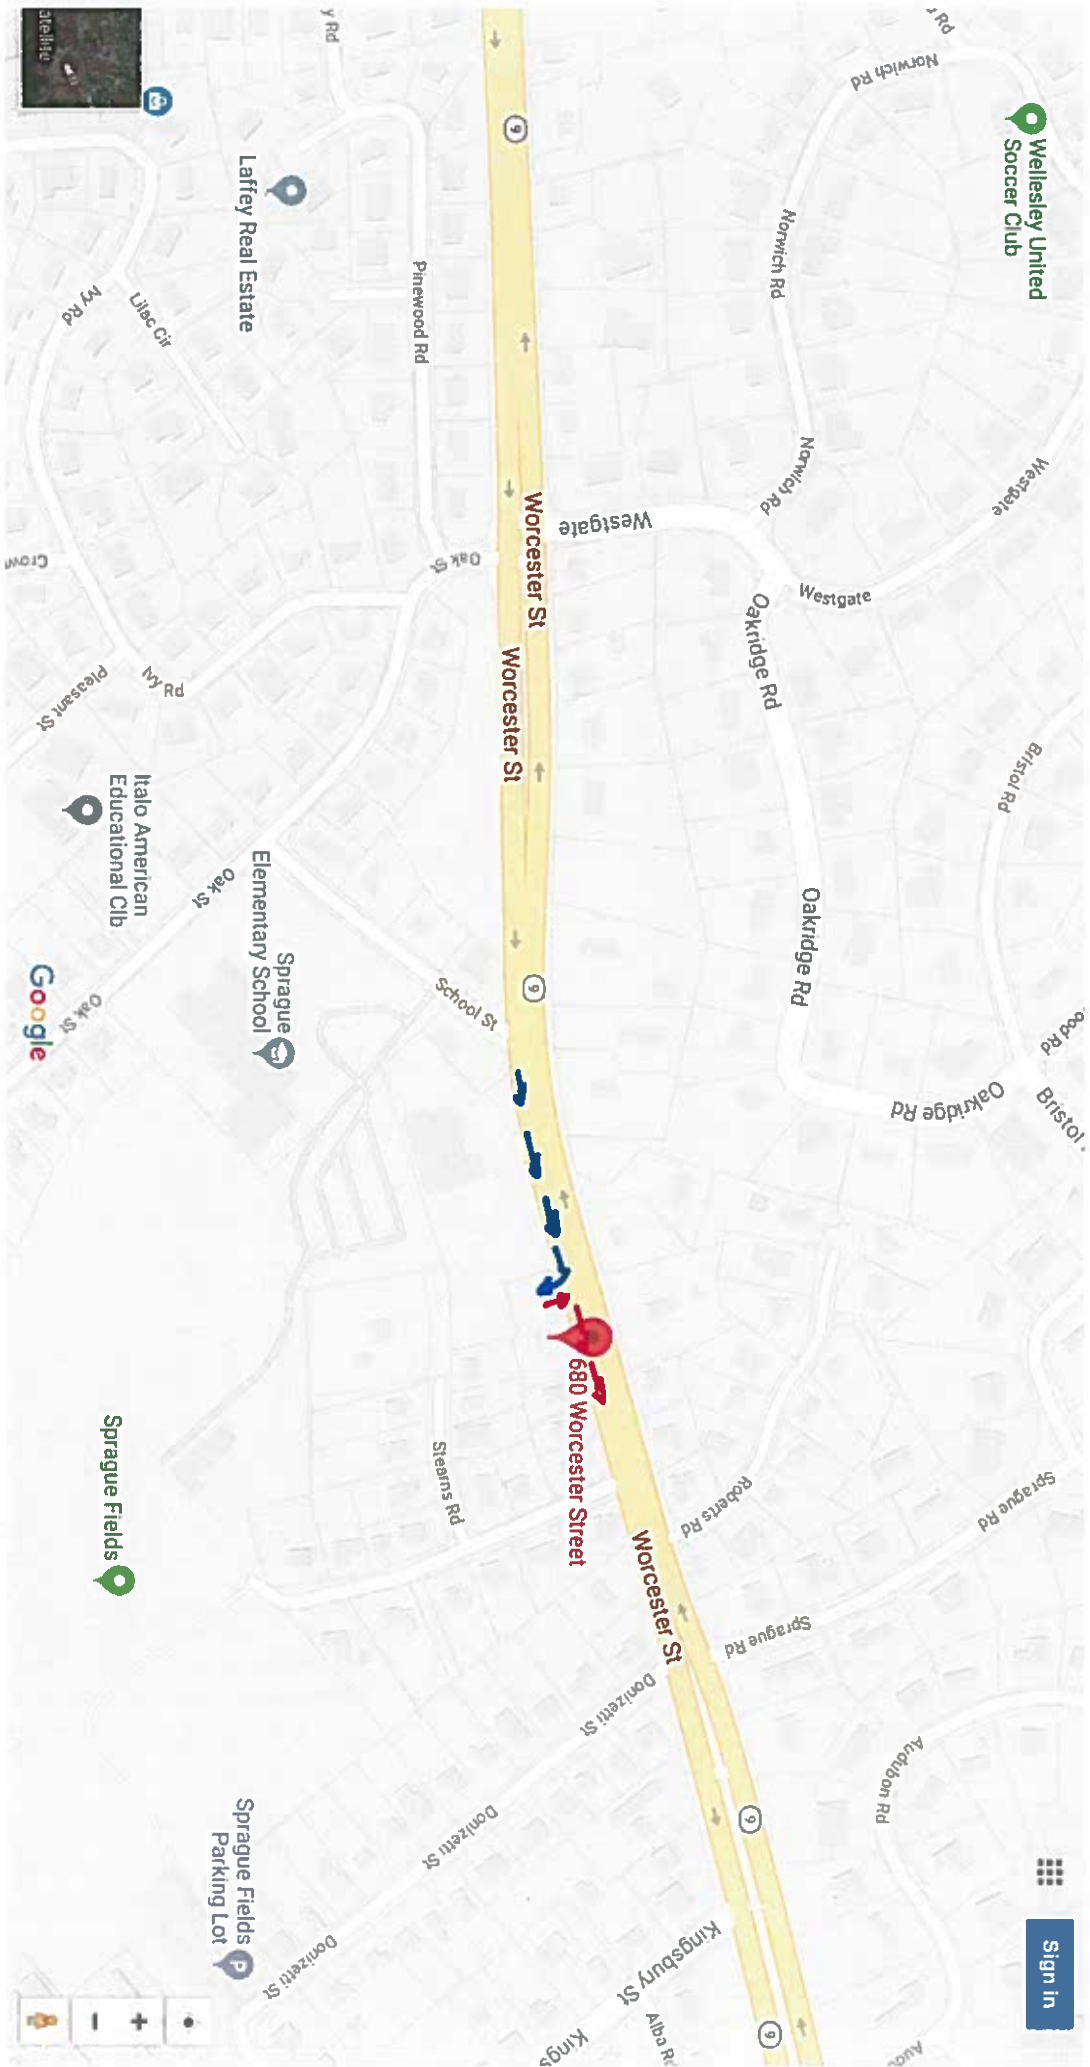 Wellesley United
Soccer Club
Norwich Rd
Norwich Rd
Norwich Rd
Westgate
Westgate
Westgate
Oakridge Rd
Oakridge Rd
Oakridge Rd
Bristol Rd
Bristol
Sprague Rd
Sprague Rd
Roberts Rd
Audubon Rd
Sign in
9
Worcester St
Worcester St
9
680 Worcester Street
Worcester St
9
9
Pinewood Rd
Laffey Real Estate
Lilac Cir
Ivy Rd
Ivy Rd
Oak St
Pleasant St
Italo American
Educational Clb
Oak St
Oak St
School St
Sprague
Elementary School
Stearns Rd
Sprague Fields
Donizetti St
Donizetti St
Donizetti St
Sprague Fields
Parking Lot
P
Kingsbury St
Google
+
−